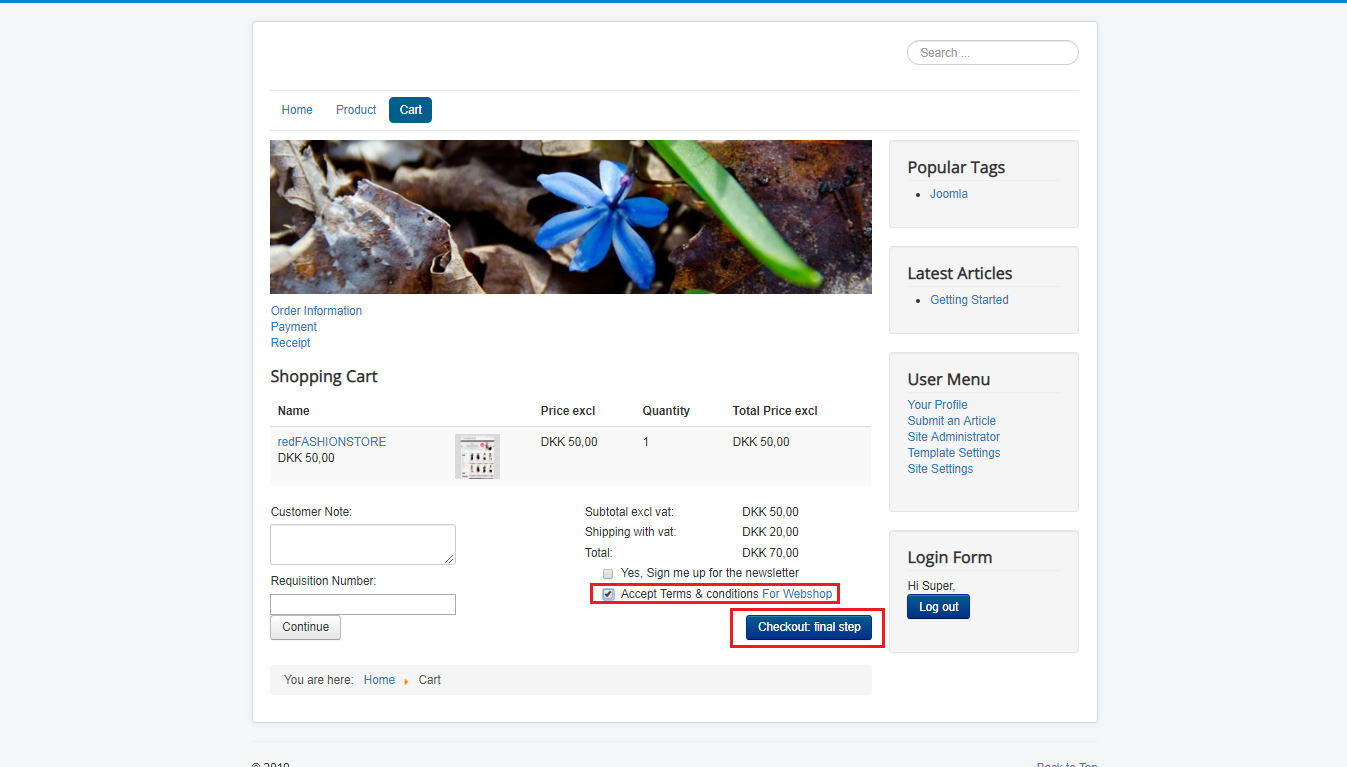 Search ...
Home Product Cart
Order Information
Payment
Receipt
Shopping Cart
Name Price excl Quantity Total Price excl
redFASHIONSTORE DKK 50,00 1 DKK 50,00
DKK 50,00
Customer Note:
Requisition Number:
Continue
Subtotal excl vat: DKK 50,00
Shipping with vat: DKK 20,00
Total: DKK 70,00
Yes, Sign me up for the newsletter
Accept Terms & conditions For Webshop
Checkout: final step
You are here: Home Cart
Popular Tags
Joomla
Latest Articles
Getting Started
User Menu
Your Profile
Submit an Article
Site Administrator
Template Settings
Site Settings
Login Form
Hi Super,
Log out
© 2019
Back to Top